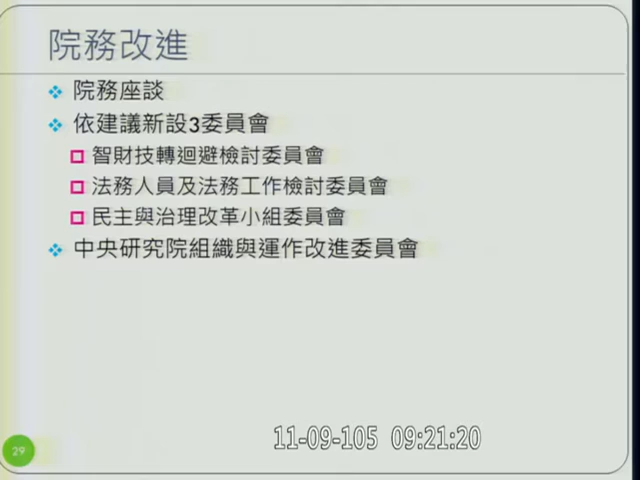 院務改進
院務座談
依建議新設3委員會
智財技轉迴避檢討委員會
法務人員及法務工作檢討委員會
民主與治理改革小組委員會
中央研究院組織與運作改進委員會
29
11-09-105 09:21:20